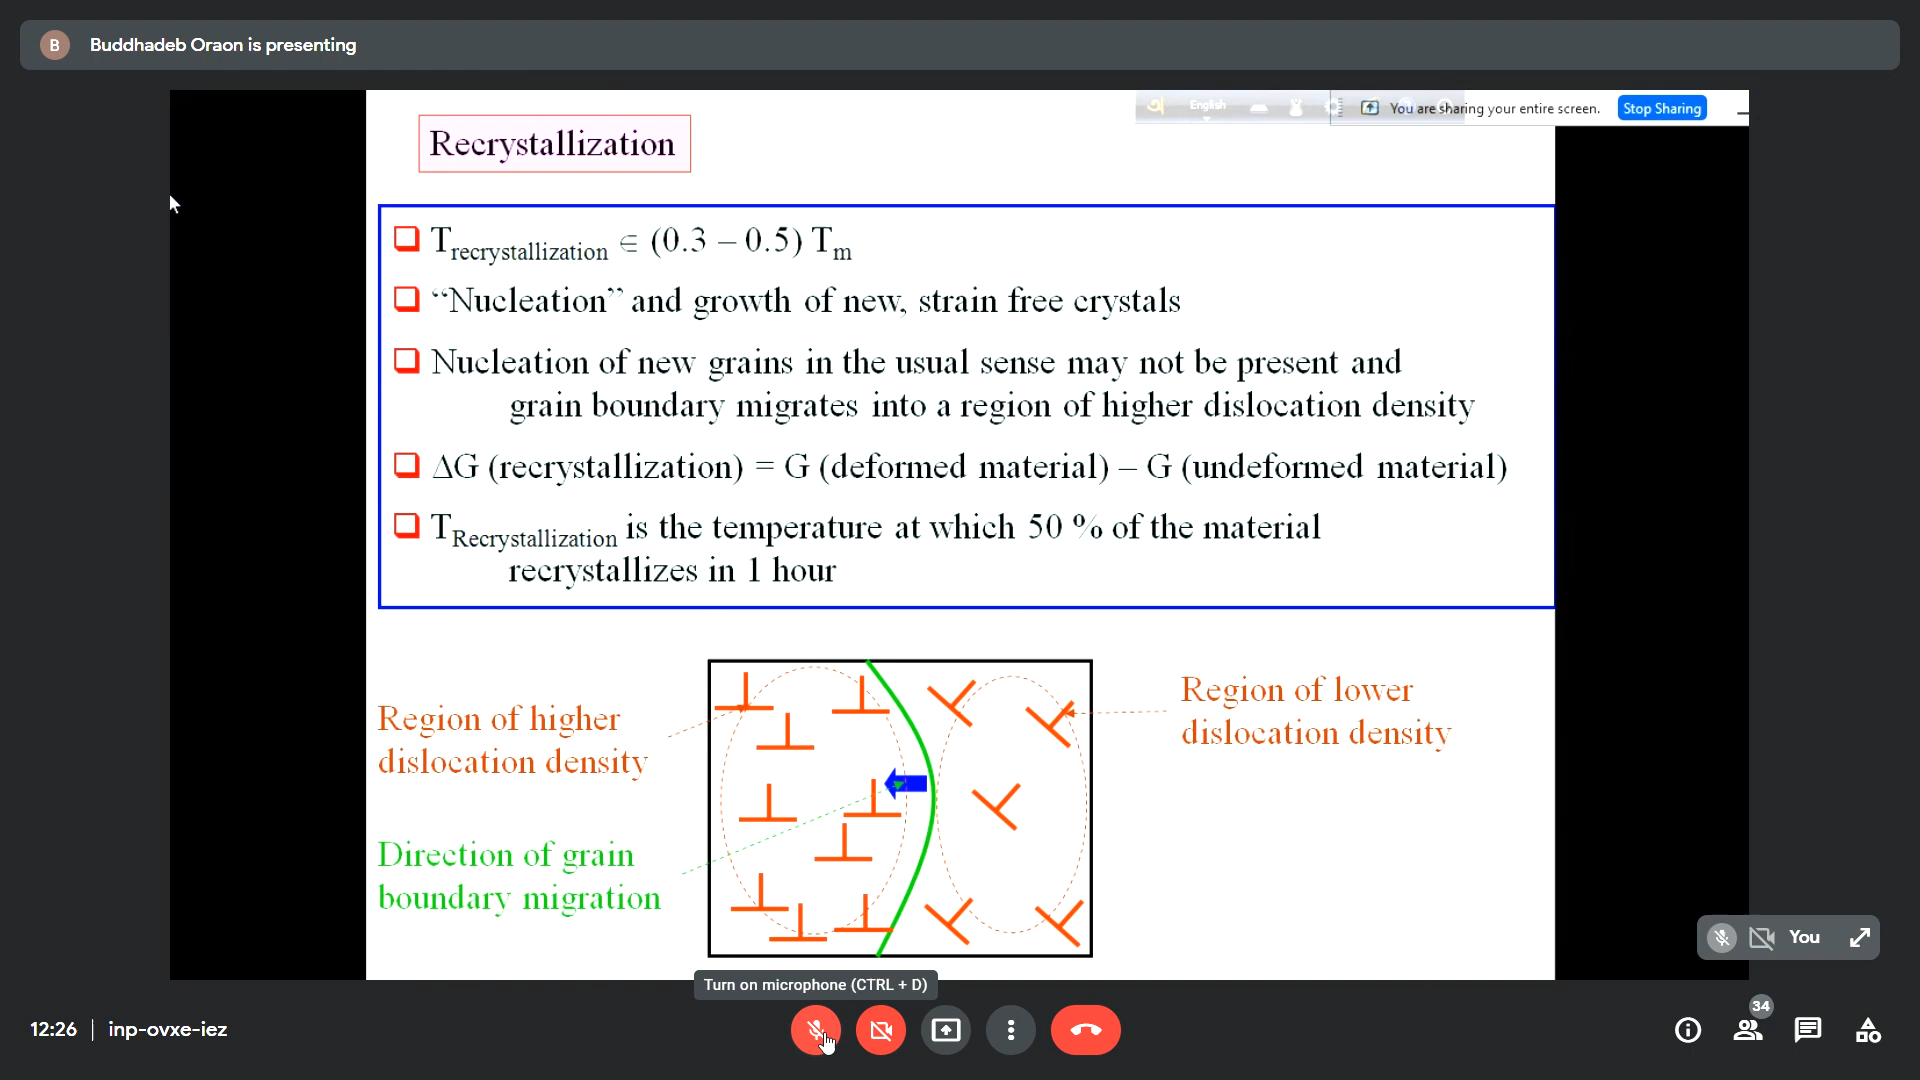 B Buddhadeb Oraon is presenting
English
You are sharing your entire screen. Stop Sharing
Recrystallization
Trecrystallization ∈ (0.3 – 0.5) Tm
“Nucleation” and growth of new, strain free crystals
Nucleation of new grains in the usual sense may not be present and
grain boundary migrates into a region of higher dislocation density
ΔG (recrystallization) = G (deformed material) – G (undeformed material)
TRecrystallization is the temperature at which 50 % of the material
recrystallizes in 1 hour
Region of higher
dislocation density
Region of lower
dislocation density
Direction of grain
boundary migration
You
Turn on microphone (CTRL + D)
12:26 | inp-ovxe-iez
34